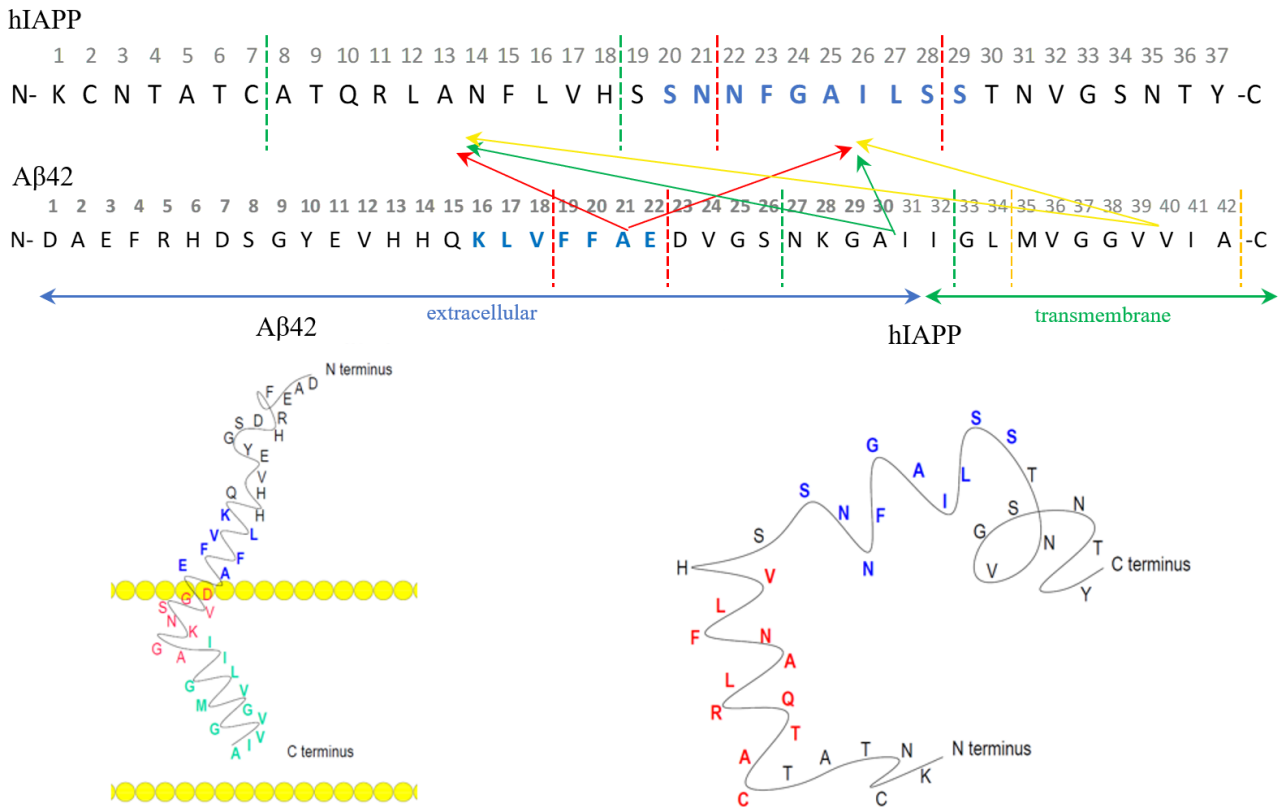 hIAPP
1 2 3 4 5 6 7 8 9 10 11 12 13 14 15 16 17 18 19 20 21 22 23 24 25 26 27 28 29 30 31 32 33 34 35 36 37
N- K C N T A T C A T Q R L A N F L V H S S N N F G A I L S S T N V G S N T Y -C
Aβ42
1 2 3 4 5 6 7 8 9 10 11 12 13 14 15 16 17 18 19 20 21 22 23 24 26 27 28 29 30 31 32 33 34 35 36 37 38 39 40 41 42
N- D A E F R H D S G Y E V H H Q K L V F F A E D V G S N K G A I I G L M V G G V V I A -C
extracellular
transmembrane
Aβ42
N terminus
D A E F R H D S G Y E V H H Q K L V F F A E D V G S N K G A I I L G M V G G V V I A
C terminus
hIAPP
N terminus
K C N T A T C A T Q R L A N F L V H S S N N F G A I L S S T N V G S N T Y
C terminus